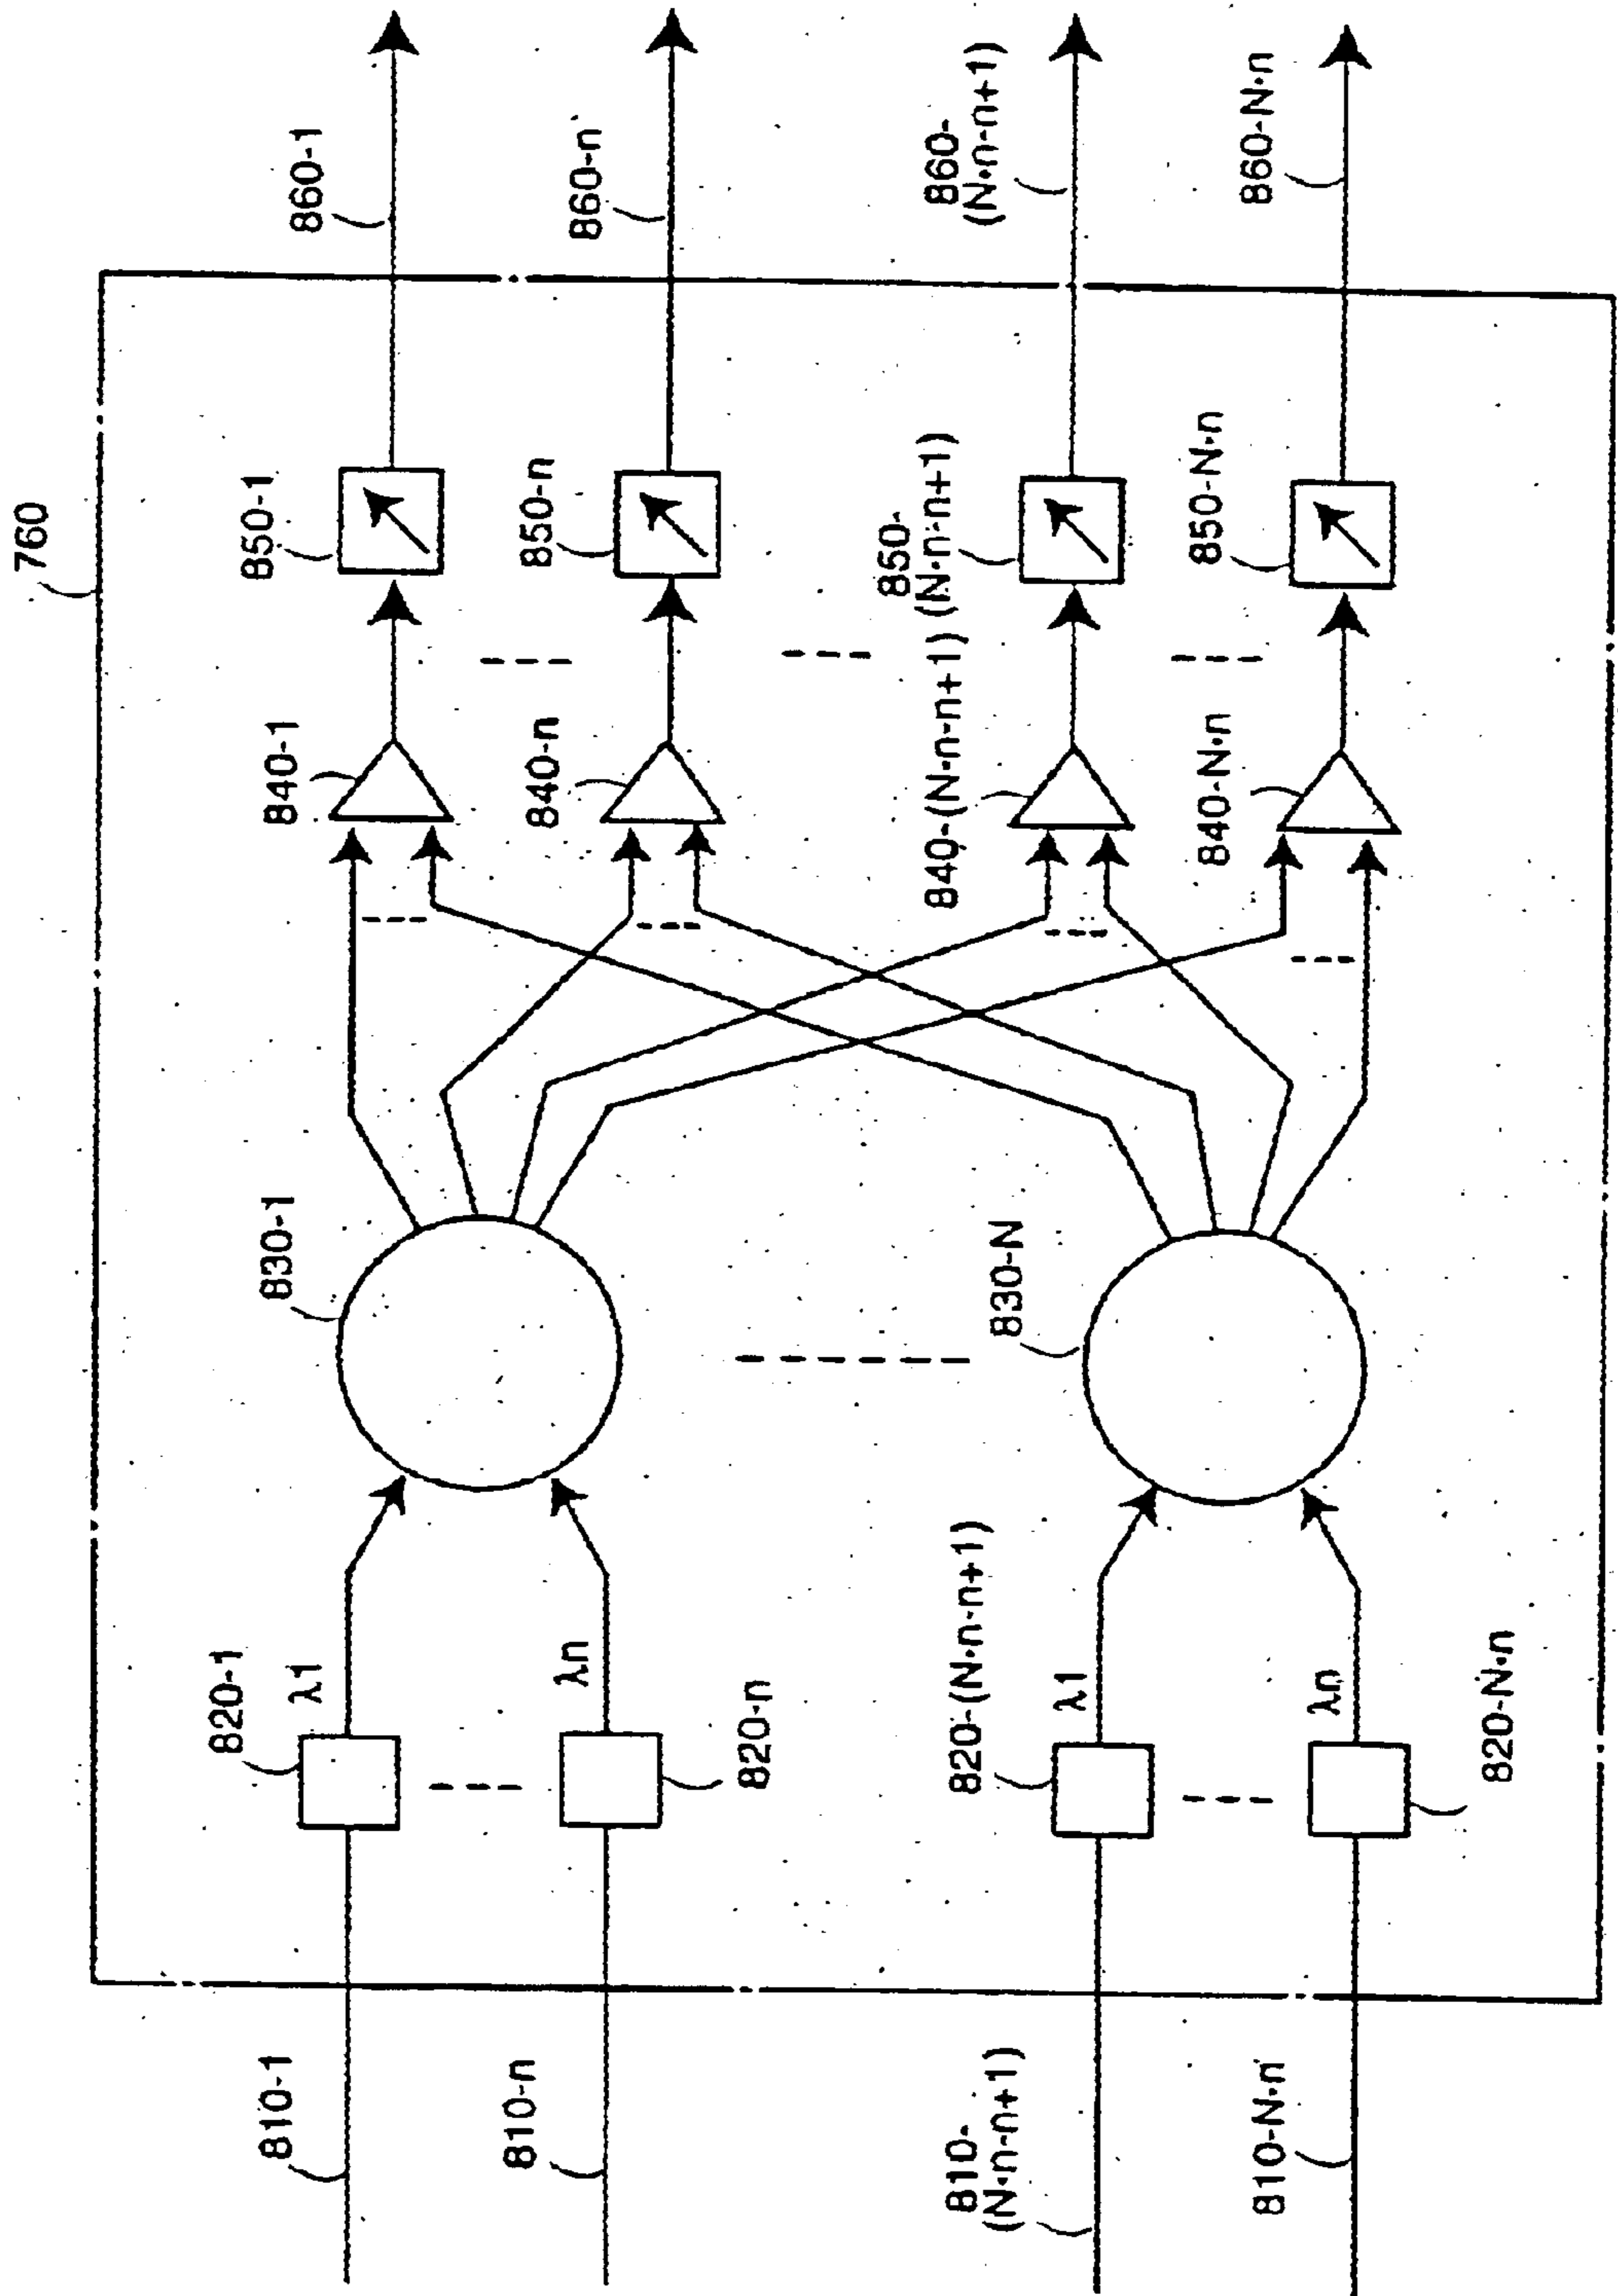 760
810-1
820-1
λ1
830-1
840-1
850-1
860-1
810-n
820-n
λn
840-n
850-n
860-n
810-
(N·n-n+1)
820-(N·n-n+1)
λ1
830-N
840-(N·n-n+1)
850-
(N·n-n+1)
860-
(N·n-n+1)
810-N·n
820-N·n
λn
840-N·n
850-N·n
860-N·n